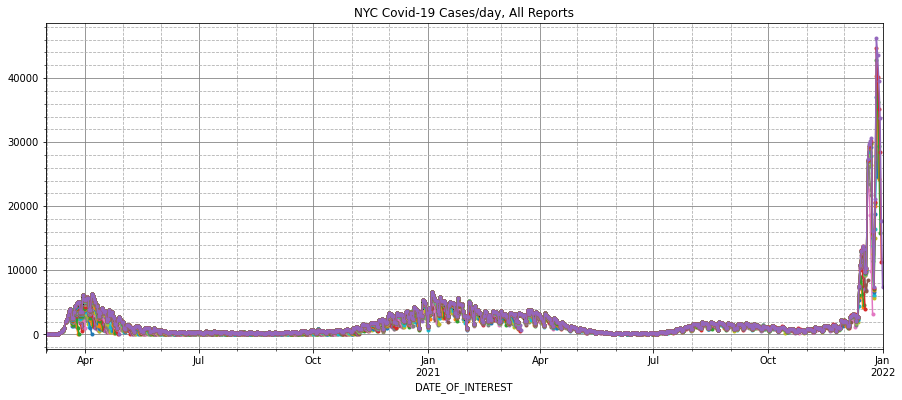 NYC Covid-19 Cases/day, All Reports
40000
30000
20000
10000
0
Apr Jul Oct Jan Apr Jul Oct Jan
2021 2022
DATE_OF_INTEREST